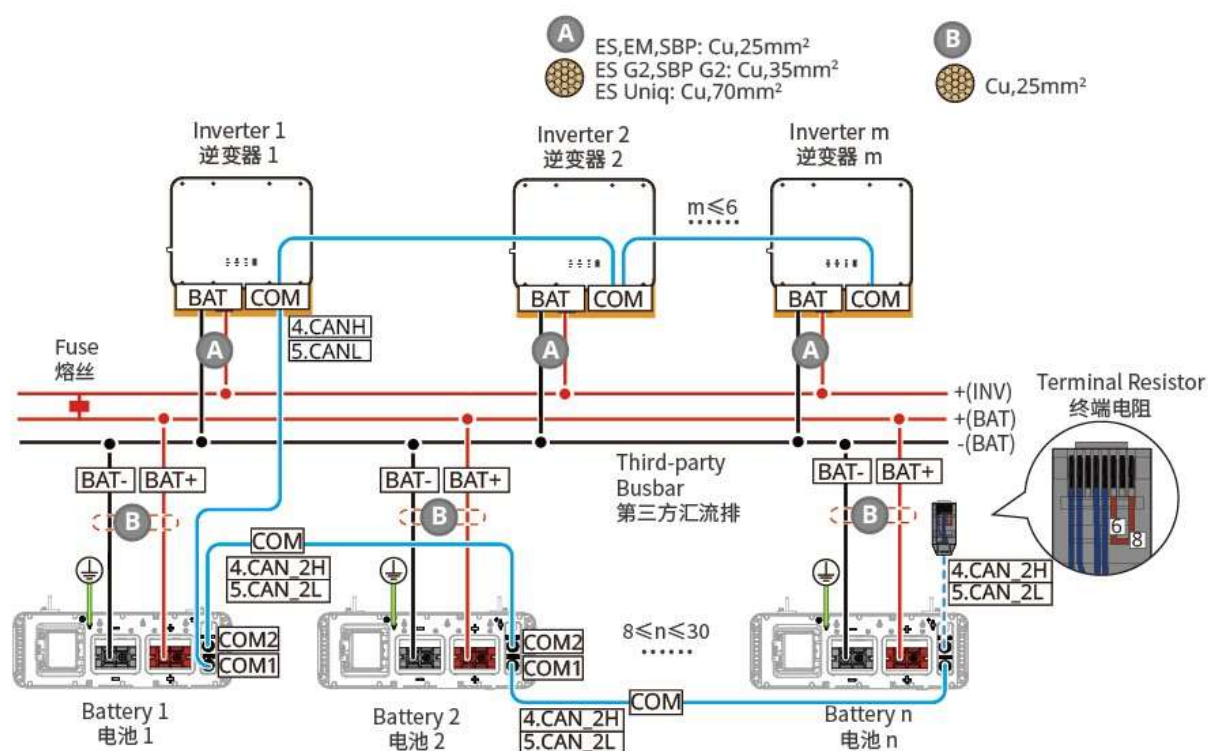 A
ES,EM,SBP: Cu,25mm²
ES G2,SBP G2: Cu,35mm²
ES Uniq: Cu,70mm²
B
Cu,25mm²
Inverter 1
逆变器 1
Inverter 2
逆变器 2
Inverter m
逆变器 m
m≤6
BAT
COM
BAT
COM
BAT
COM
4.CANH
5.CANL
A
A
A
Fuse
熔丝
+(INV)
+(BAT)
-(BAT)
Terminal Resistor
终端电阻
6
8
BAT-
BAT+
BAT-
BAT+
BAT-
BAT+
Third-party
Busbar
第三方汇流排
B
B
B
COM
4.CAN_2H
5.CAN_2L
4.CAN_2H
5.CAN_2L
COM2
COM1
COM2
COM1
8≤n≤30
COM
4.CAN_2H
5.CAN_2L
Battery 1
电池 1
Battery 2
电池 2
Battery n
电池 n